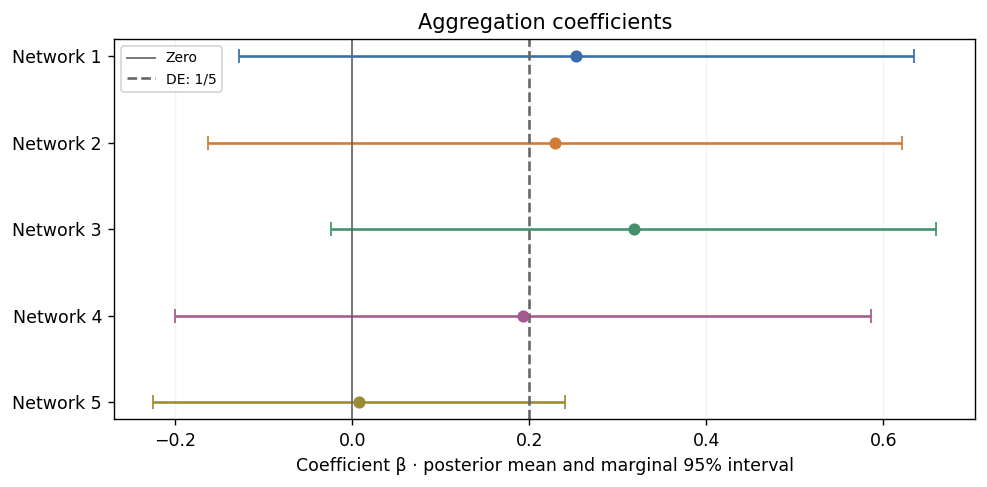 Aggregation coefficients
Zero
DE: 1/5
Network 1
Network 2
Network 3
Network 4
Network 5
−0.2 0.0 0.2 0.4 0.6
Coefficient β · posterior mean and marginal 95% interval